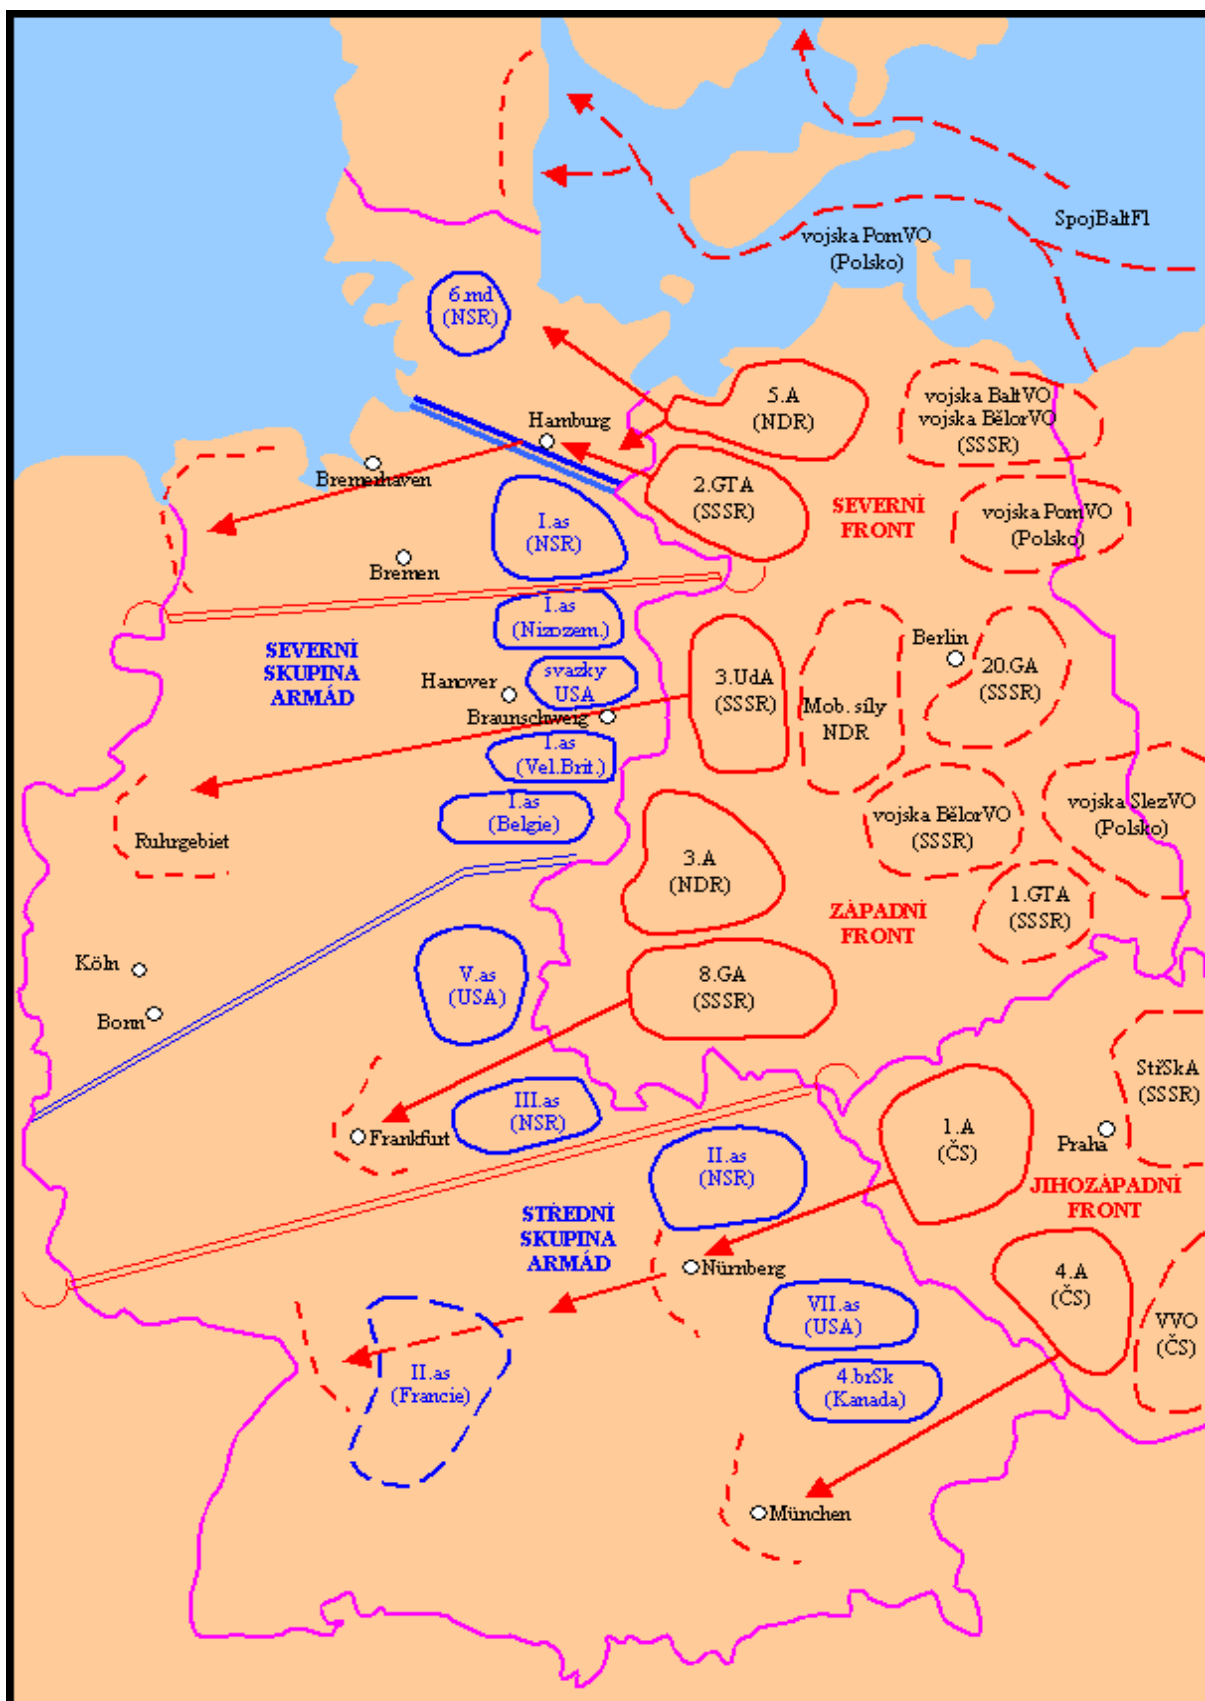 SpojBaltFl
vojska PomVO
(Polsko)
6.md
(NSR)
5.A
(NDR)
vojska BaltVO
vojska BělorVO
(SSSR)
Hamburg
Bremerhaven
2.GTA
(SSSR)
SEVERNÍ
FRONT
vojska PomVO
(Polsko)
I.as
(NSR)
Bremen
I.as
(Nizozem.)
SEVERNÍ
SKUPINA
ARMÁD
svazky
USA
Hanover
Braunschweig
3.UdA
(SSSR)
Mob. síly
NDR
Berlin
20.GA
(SSSR)
I.as
(Vel.Brit.)
I.as
(Belgie)
vojska BělorVO
(SSSR)
vojska SlezVO
(Polsko)
Ruhrgebiet
3.A
(NDR)
1.GTA
(SSSR)
ZÁPADNÍ
FRONT
Köln
Bonn
V.as
(USA)
8.GA
(SSSR)
StřSkA
(SSSR)
III.as
(NSR)
Frankfurt
1.A
(ČS)
Praha
II.as
(NSR)
JIHOZÁPADNÍ
FRONT
STŘEDNÍ
SKUPINA
ARMÁD
Nürnberg
4.A
(ČS)
VII.as
(USA)
VVO
(ČS)
II.as
(Francie)
4.brSk
(Kanada)
München